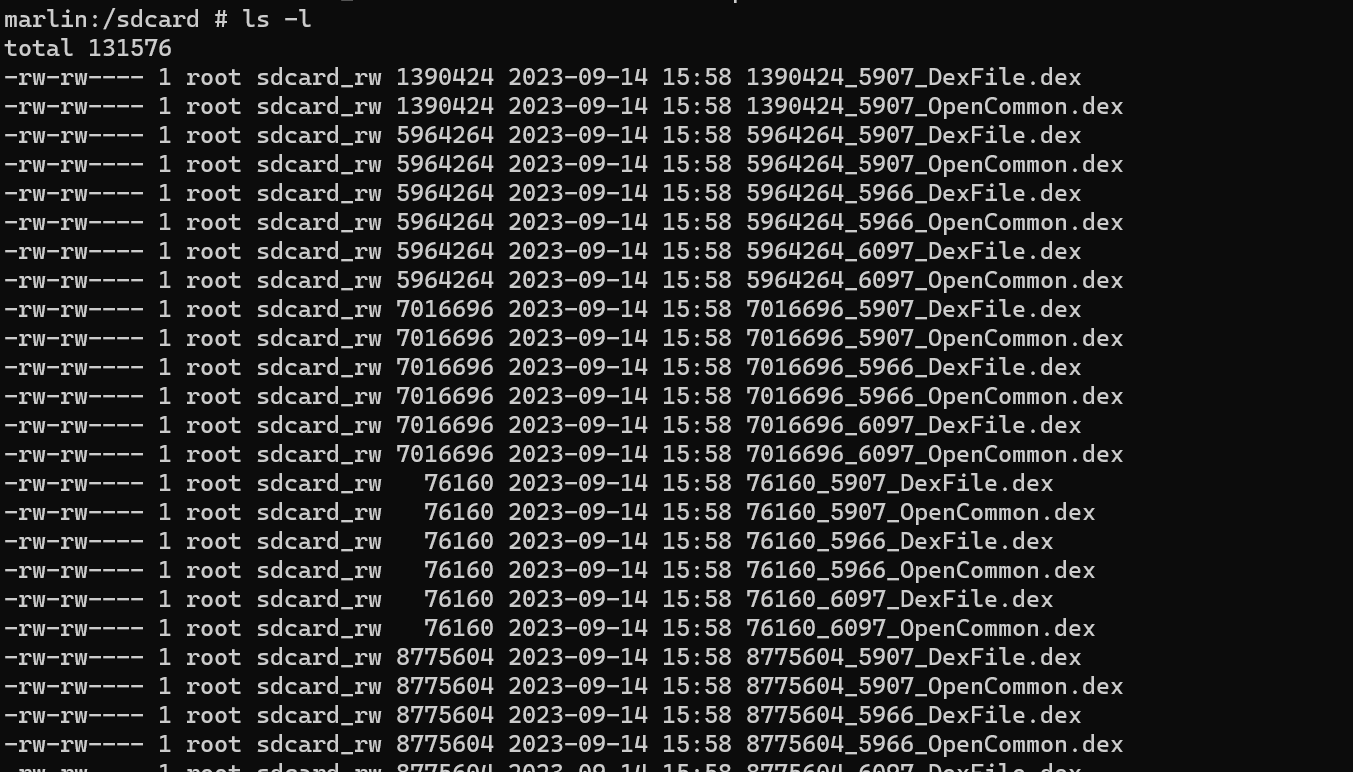 marlin:/sdcard # ls -l
total 131576
-rw-rw---- 1 root sdcard_rw 1390424 2023-09-14 15:58 1390424_5907_DexFile.dex
-rw-rw---- 1 root sdcard_rw 1390424 2023-09-14 15:58 1390424_5907_OpenCommon.dex
-rw-rw---- 1 root sdcard_rw 5964264 2023-09-14 15:58 5964264_5907_DexFile.dex
-rw-rw---- 1 root sdcard_rw 5964264 2023-09-14 15:58 5964264_5907_OpenCommon.dex
-rw-rw---- 1 root sdcard_rw 5964264 2023-09-14 15:58 5964264_5966_DexFile.dex
-rw-rw---- 1 root sdcard_rw 5964264 2023-09-14 15:58 5964264_5966_OpenCommon.dex
-rw-rw---- 1 root sdcard_rw 5964264 2023-09-14 15:58 5964264_6097_DexFile.dex
-rw-rw---- 1 root sdcard_rw 5964264 2023-09-14 15:58 5964264_6097_OpenCommon.dex
-rw-rw---- 1 root sdcard_rw 7016696 2023-09-14 15:58 7016696_5907_DexFile.dex
-rw-rw---- 1 root sdcard_rw 7016696 2023-09-14 15:58 7016696_5907_OpenCommon.dex
-rw-rw---- 1 root sdcard_rw 7016696 2023-09-14 15:58 7016696_5966_DexFile.dex
-rw-rw---- 1 root sdcard_rw 7016696 2023-09-14 15:58 7016696_5966_OpenCommon.dex
-rw-rw---- 1 root sdcard_rw 7016696 2023-09-14 15:58 7016696_6097_DexFile.dex
-rw-rw---- 1 root sdcard_rw 7016696 2023-09-14 15:58 7016696_6097_OpenCommon.dex
-rw-rw---- 1 root sdcard_rw   76160 2023-09-14 15:58 76160_5907_DexFile.dex
-rw-rw---- 1 root sdcard_rw   76160 2023-09-14 15:58 76160_5907_OpenCommon.dex
-rw-rw---- 1 root sdcard_rw   76160 2023-09-14 15:58 76160_5966_DexFile.dex
-rw-rw---- 1 root sdcard_rw   76160 2023-09-14 15:58 76160_5966_OpenCommon.dex
-rw-rw---- 1 root sdcard_rw   76160 2023-09-14 15:58 76160_6097_DexFile.dex
-rw-rw---- 1 root sdcard_rw   76160 2023-09-14 15:58 76160_6097_OpenCommon.dex
-rw-rw---- 1 root sdcard_rw 8775604 2023-09-14 15:58 8775604_5907_DexFile.dex
-rw-rw---- 1 root sdcard_rw 8775604 2023-09-14 15:58 8775604_5907_OpenCommon.dex
-rw-rw---- 1 root sdcard_rw 8775604 2023-09-14 15:58 8775604_5966_DexFile.dex
-rw-rw---- 1 root sdcard_rw 8775604 2023-09-14 15:58 8775604_5966_OpenCommon.dex